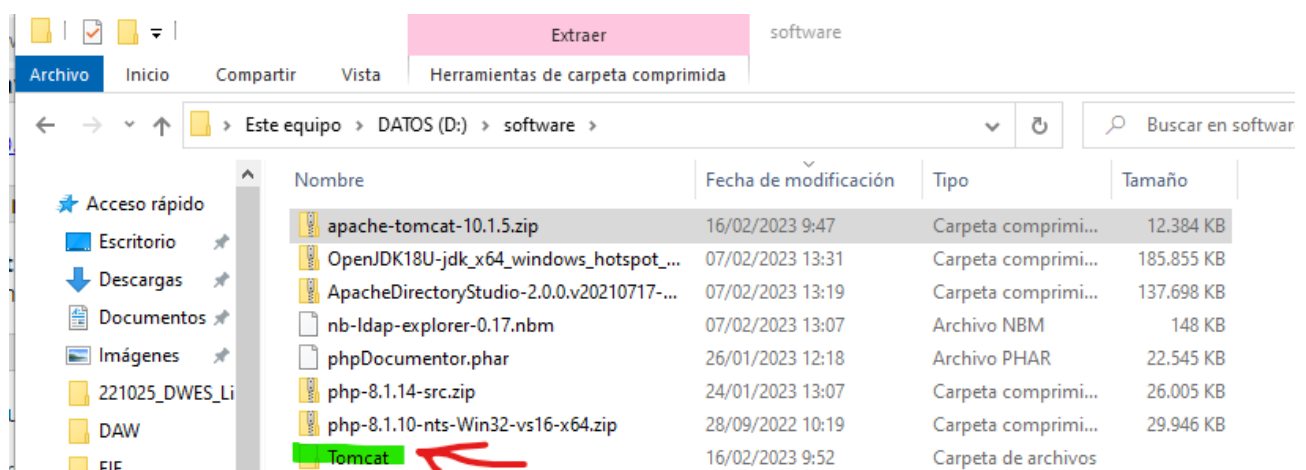 Extraer software
Archivo Inicio Compartir Vista Herramientas de carpeta comprimida
Este equipo > DATOS (D:) > software > Buscar en softwar
Nombre Fecha de modificación Tipo Tamaño
Acceso rápido
apache-tomcat-10.1.5.zip 16/02/2023 9:47 Carpeta comprimi... 12.384 KB
Escritorio
OpenJDK18U-jdk_x64_windows_hotspot_... 07/02/2023 13:31 Carpeta comprimi... 185.855 KB
Descargas
ApacheDirectoryStudio-2.0.0.v20210717-... 07/02/2023 13:19 Carpeta comprimi... 137.698 KB
Documentos
nb-ldap-explorer-0.17.nbm 07/02/2023 13:07 Archivo NBM 148 KB
Imágenes
phpDocumentor.phar 26/01/2023 12:18 Archivo PHAR 22.545 KB
221025_DWES_Li
php-8.1.14-src.zip 24/01/2023 13:07 Carpeta comprimi... 26.005 KB
DAW
php-8.1.10-nts-Win32-vs16-x64.zip 28/09/2022 10:19 Carpeta comprimi... 29.946 KB
Tomcat 16/02/2023 9:52 Carpeta de archivos